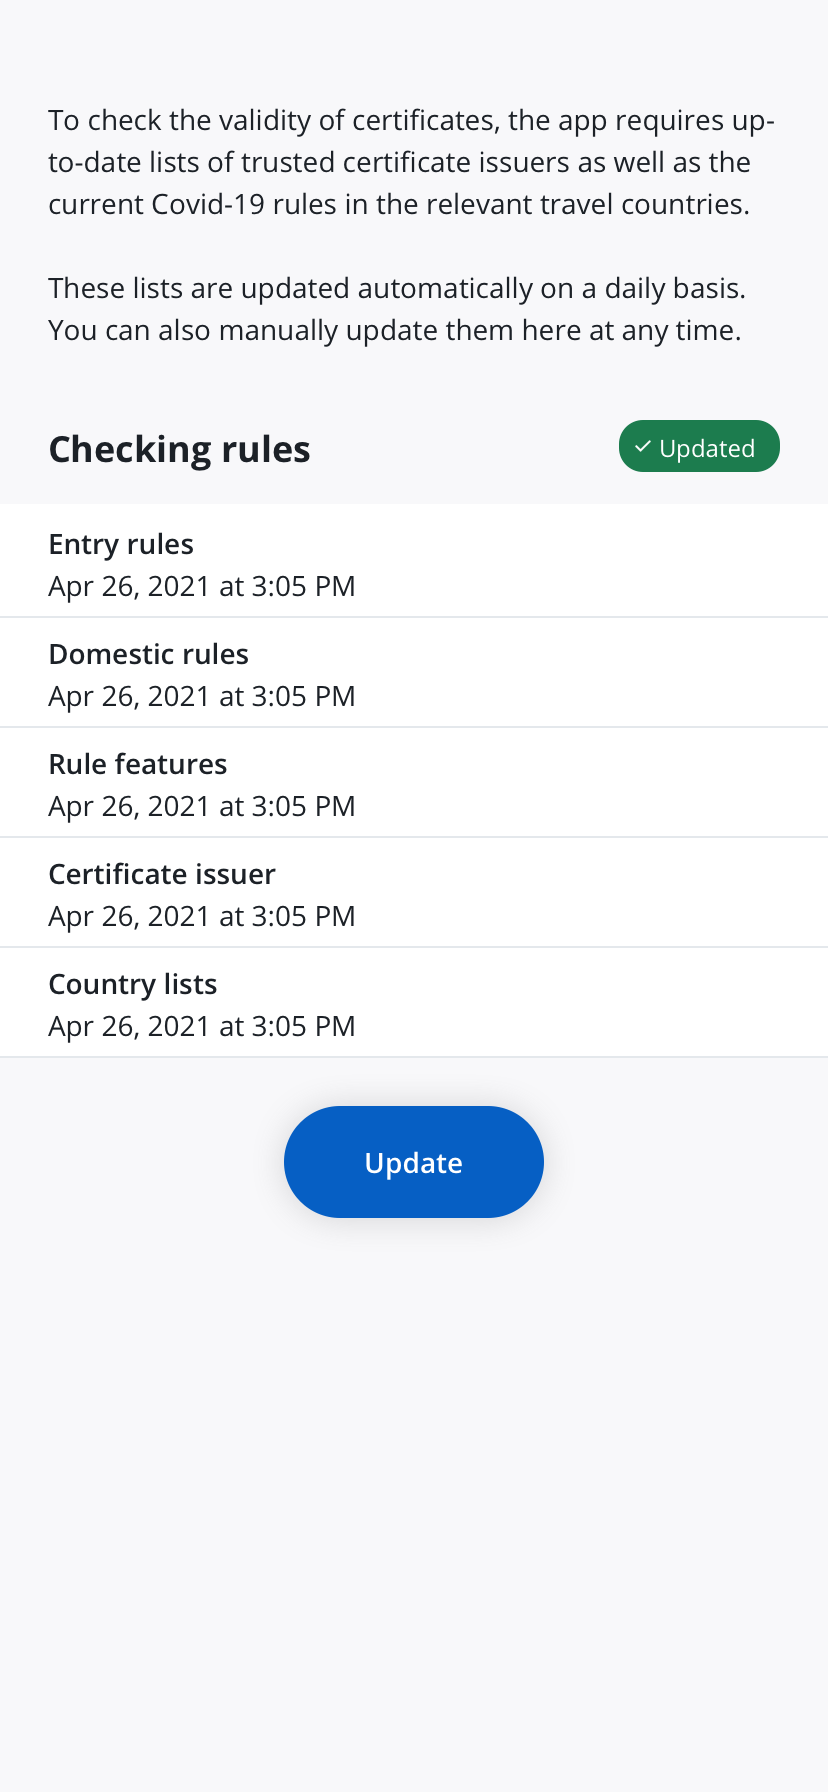 To check the validity of certificates, the app requires up-
to-date lists of trusted certificate issuers as well as the
current Covid-19 rules in the relevant travel countries.
These lists are updated automatically on a daily basis.
You can also manually update them here at any time.
Checking rules
Updated
Entry rules
Apr 26, 2021 at 3:05 PM
Domestic rules
Apr 26, 2021 at 3:05 PM
Rule features
Apr 26, 2021 at 3:05 PM
Certificate issuer
Apr 26, 2021 at 3:05 PM
Country lists
Apr 26, 2021 at 3:05 PM
Update